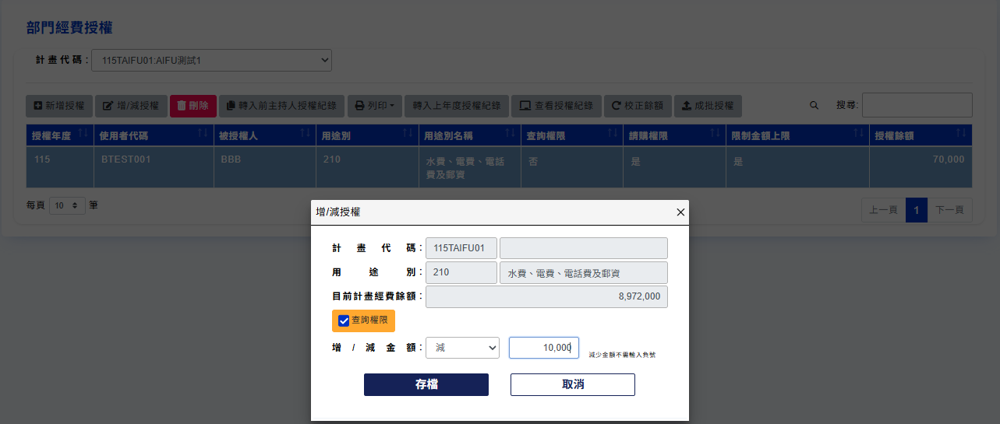 部門經費授權
計畫代碼： 115TAIFU01:AIFU測試1
新增授權 增/減授權 刪除 轉入前主持人授權紀錄 列印 轉入上年度授權紀錄 查看授權紀錄 校正餘額 成批授權 搜尋:
授權年度 使用者代碼 被授權人 用途別 用途別名稱 查詢權限 請購權限 限制金額上限 授權餘額
115 BTEST001 BBB 210 水費、電費、電話 否 是 是 70,000
費及郵資
每頁 10 筆 上一頁 1 下一頁
增/減授權
計畫代碼： 115TAIFU01
用途別： 210 水費、電費、電話費及郵資
目前計畫經費餘額： 8,972,000
查詢權限
增/減金額： 減 10,000 減少金額不需輸入負號
存檔 取消